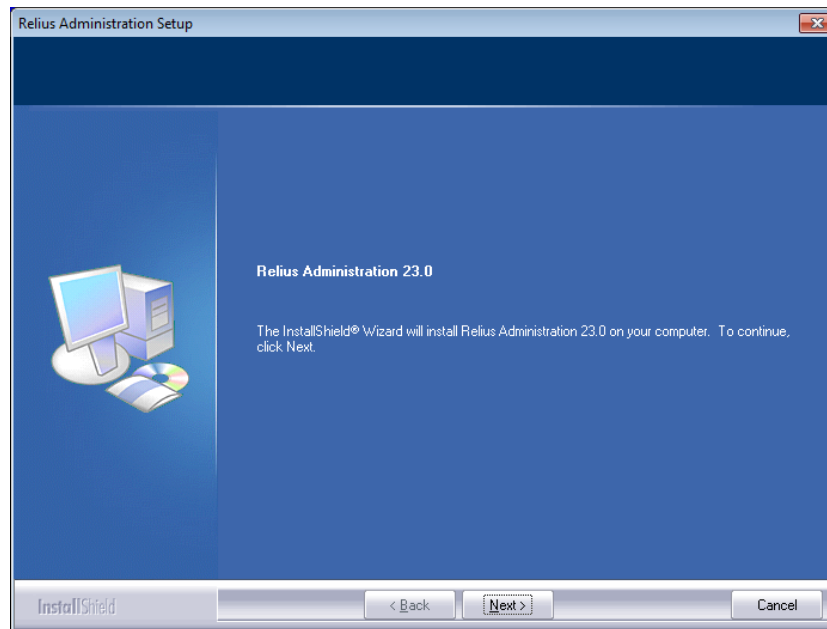 Relius Administration Setup
Relius Administration 23.0
The InstallShield® Wizard will install Relius Administration 23.0 on your computer. To continue,
click Next.
InstallShield
< Back
Next >
Cancel